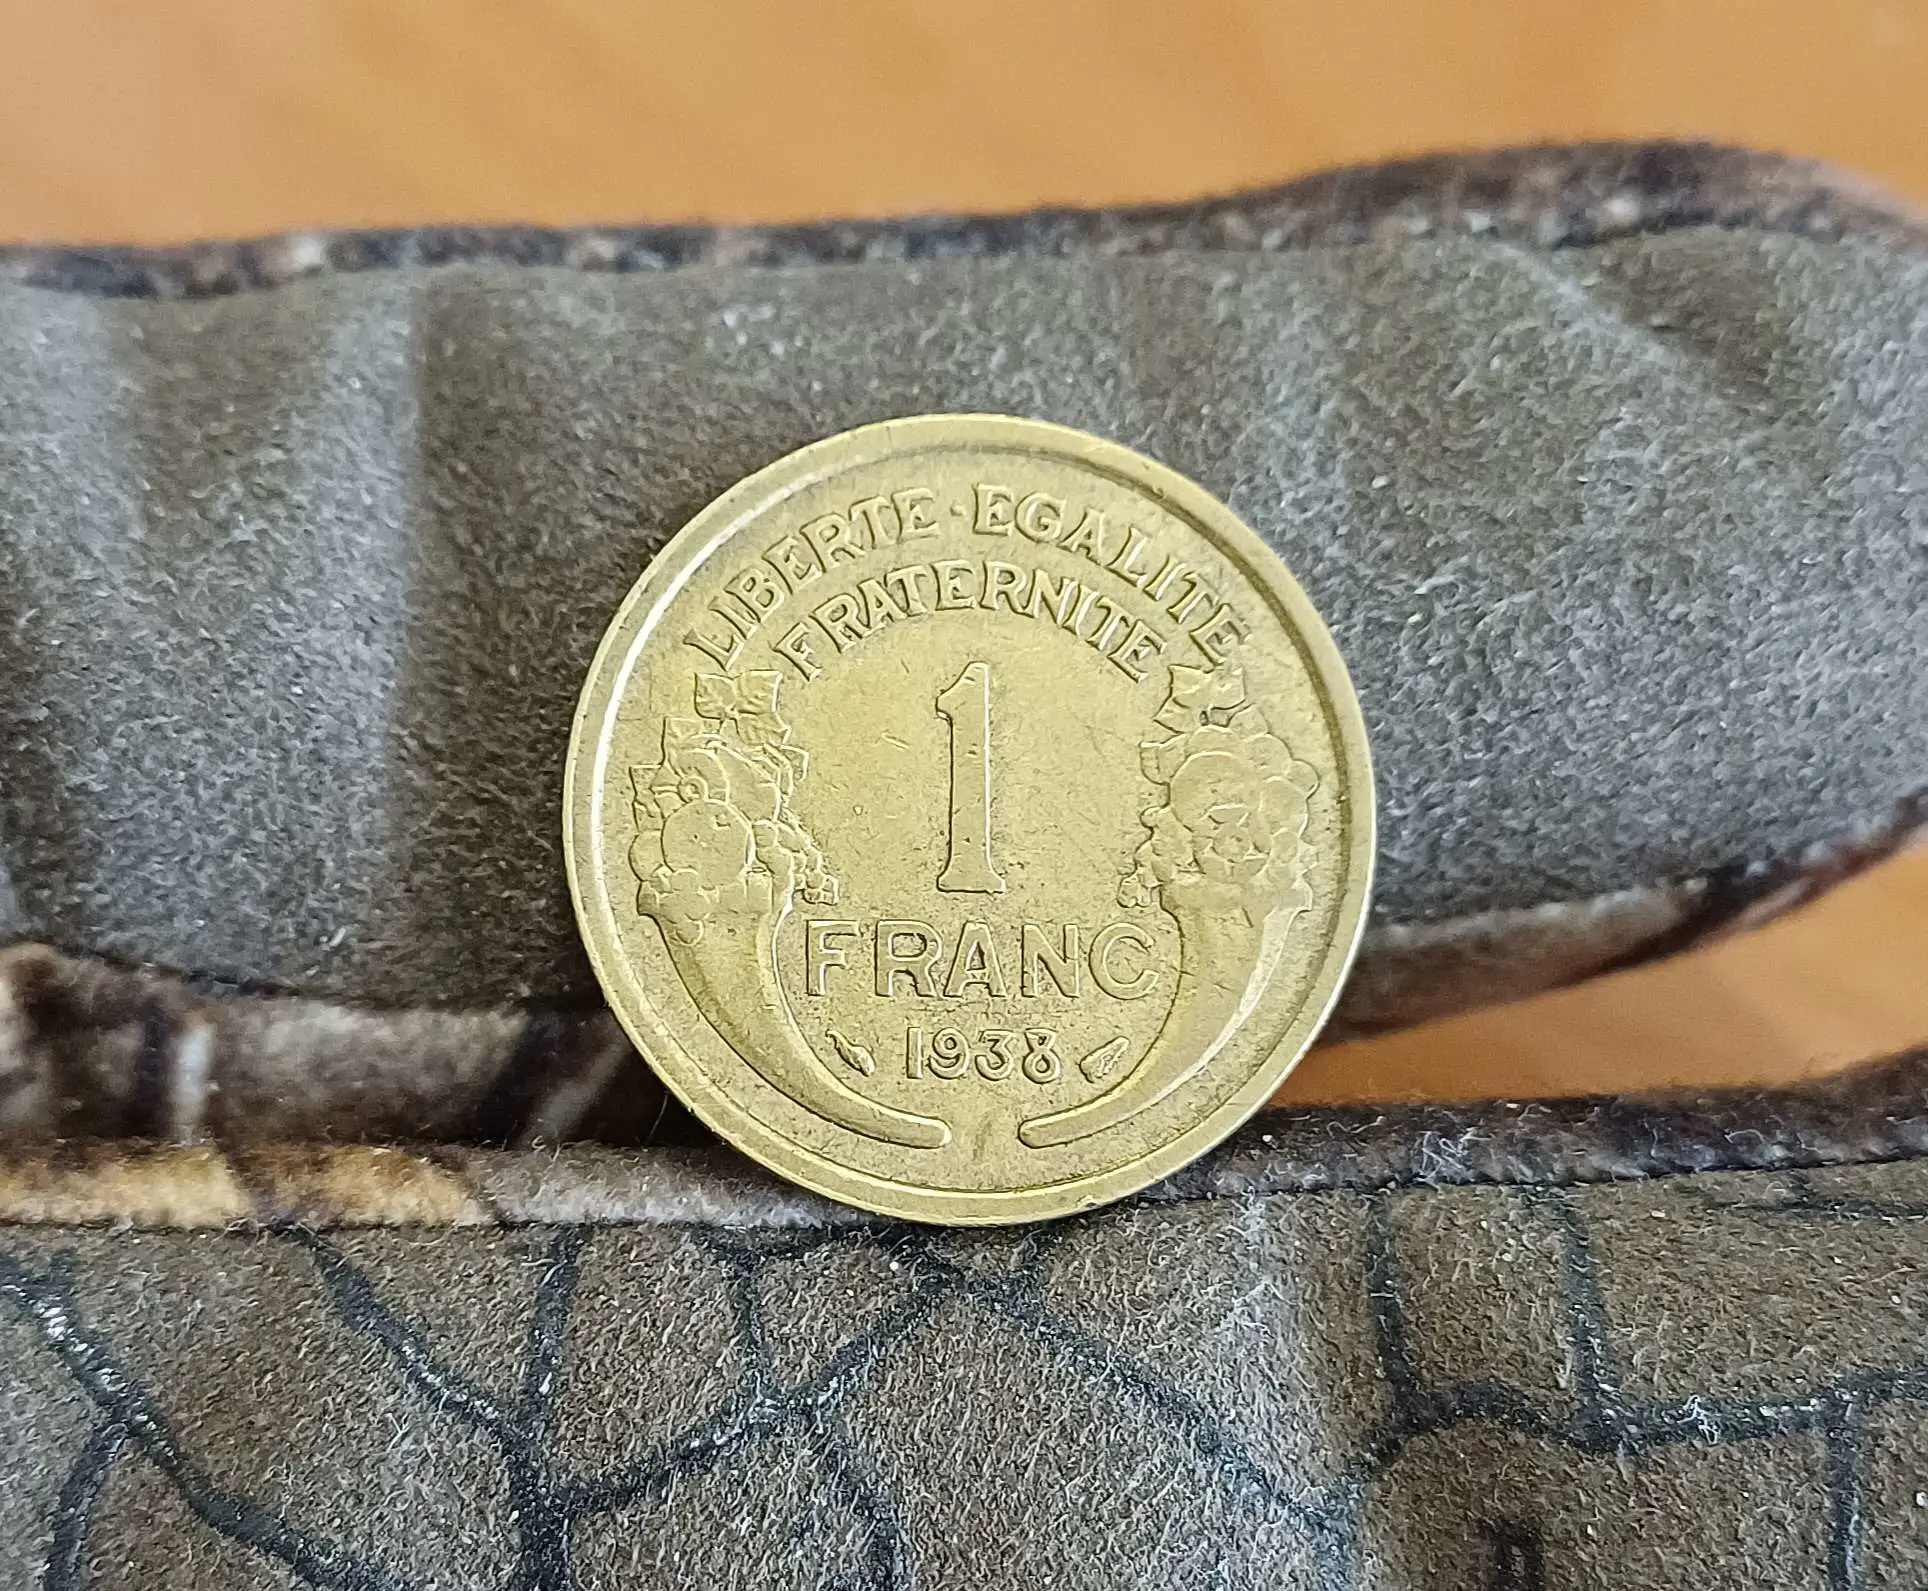 LIBERTE · EGALITE
FRATERNITE
1
FRANC
1938